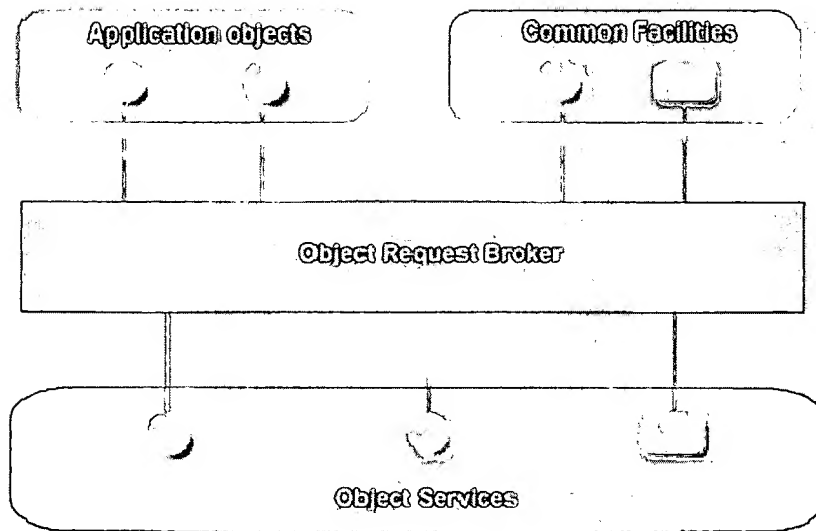 Application objects
Common Facilities
Object Request Broker
Object Services